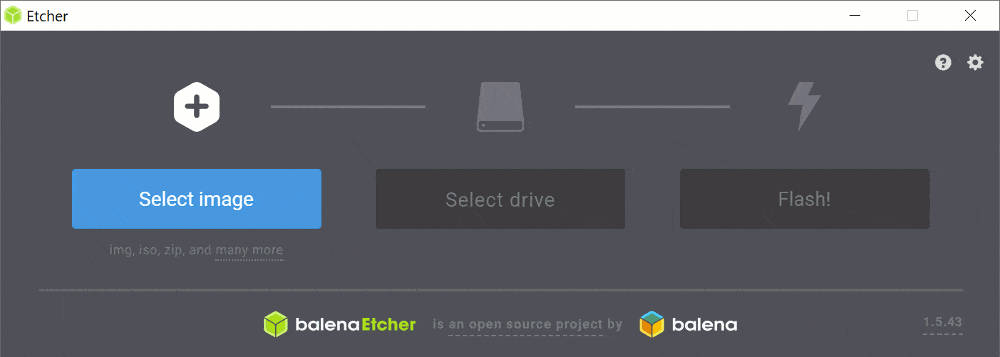 Etcher
Select image
Select drive
Flash!
img, iso, zip, and many more
balenaEtcher is an open source project by balena
1.5.43